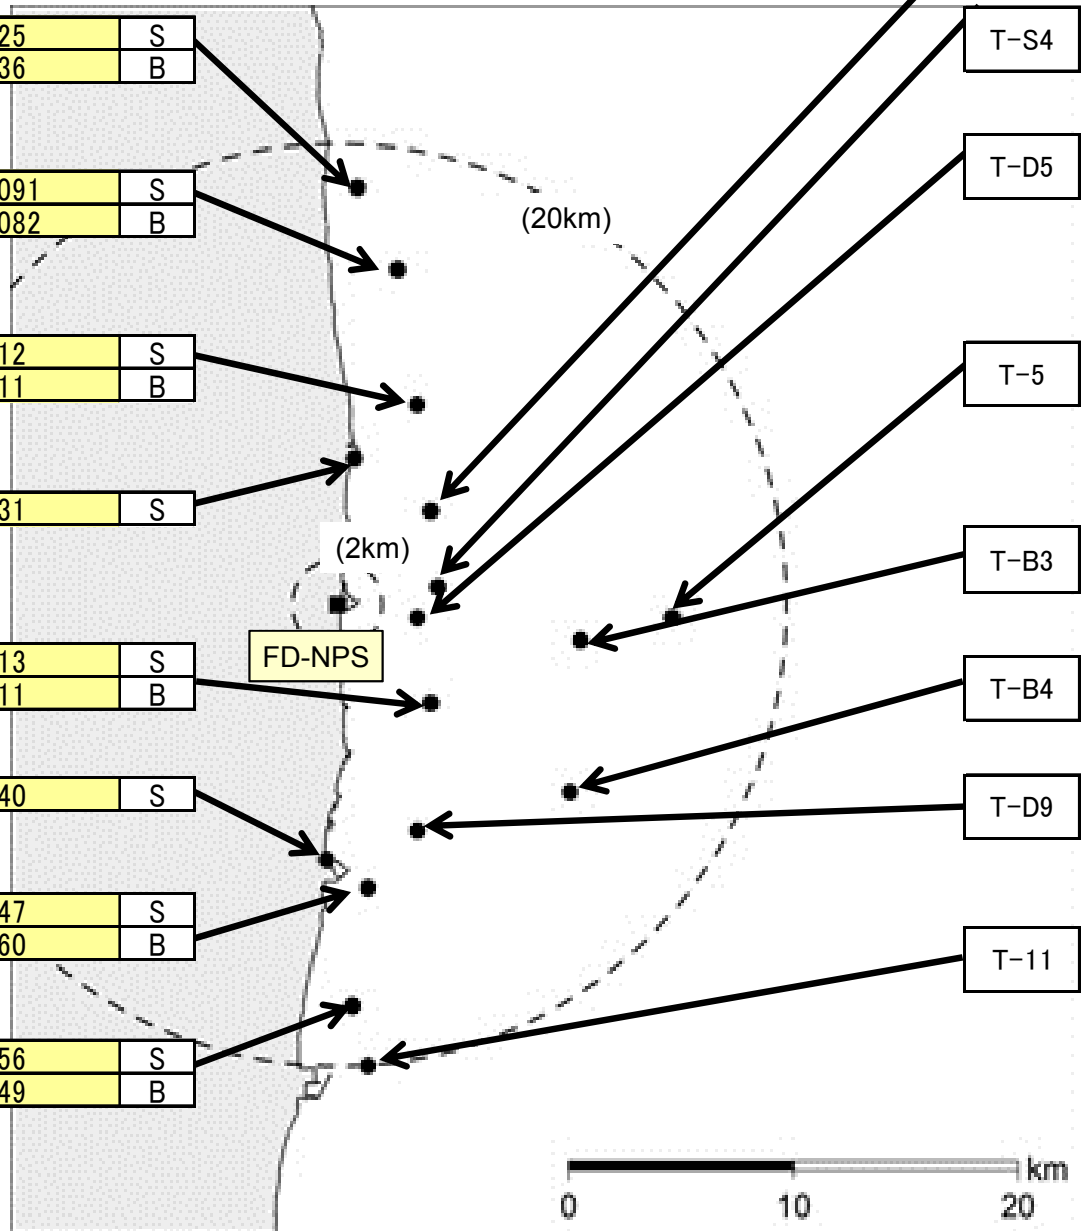 25 S
36 B
T-S4
T-D5
091 S
082 B
(20km)
12 S
11 B
T-5
31 S
(2km)
T-B3
FD-NPS
13 S
11 B
T-B4
40 S
T-D9
47 S
60 B
T-11
56 S
49 B
km
0 10 20